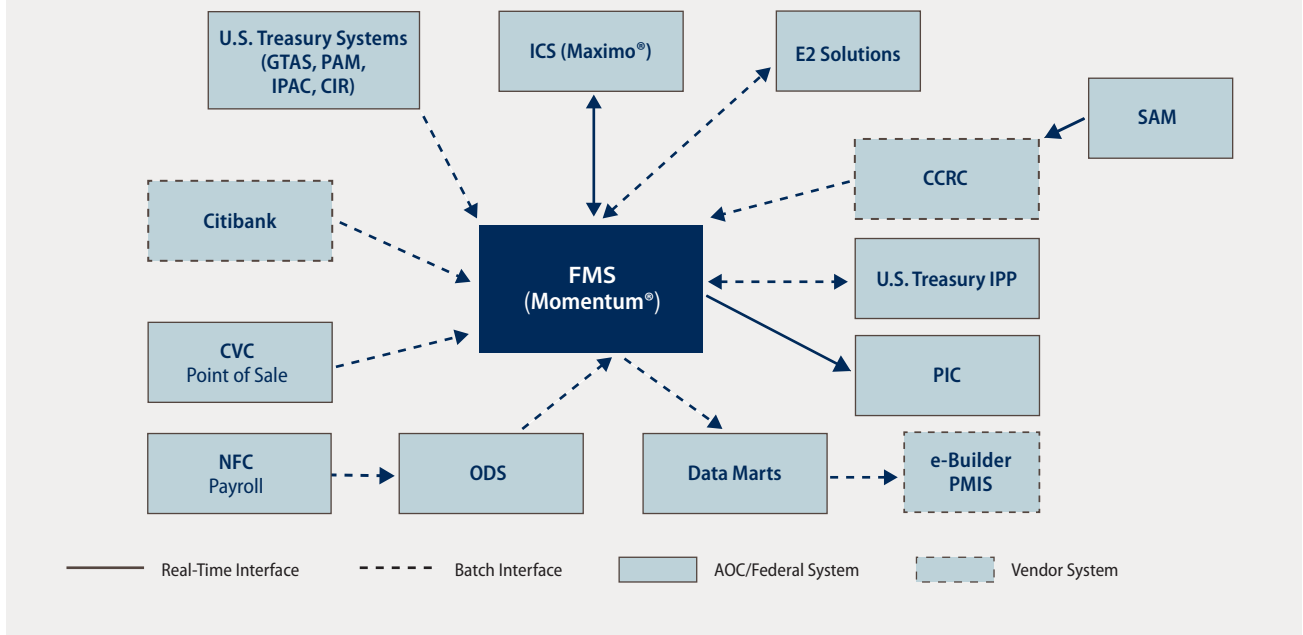 U.S. Treasury Systems
(GTAS, PAM,
IPAC, CIR)
ICS (Maximo®)
E2 Solutions
SAM
CCRC
Citibank
FMS
(Momentum®)
U.S. Treasury IPP
CVC
Point of Sale
PIC
NFC
Payroll
ODS
Data Marts
e-Builder
PMIS
Real-Time Interface
Batch Interface
AOC/Federal System
Vendor System